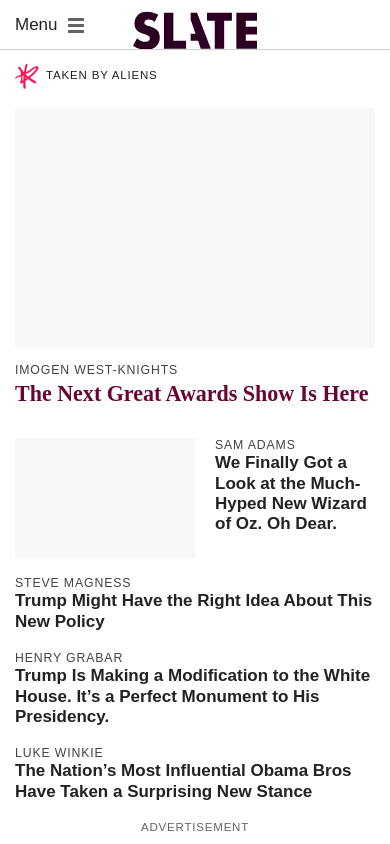 Menu
SLATE
TAKEN BY ALIENS
IMOGEN WEST-KNIGHTS
The Next Great Awards Show Is Here
SAM ADAMS
We Finally Got a
Look at the Much-
Hyped New Wizard
of Oz. Oh Dear.
STEVE MAGNESS
Trump Might Have the Right Idea About This
New Policy
HENRY GRABAR
Trump Is Making a Modification to the White
House. It’s a Perfect Monument to His
Presidency.
LUKE WINKIE
The Nation’s Most Influential Obama Bros
Have Taken a Surprising New Stance
ADVERTISEMENT